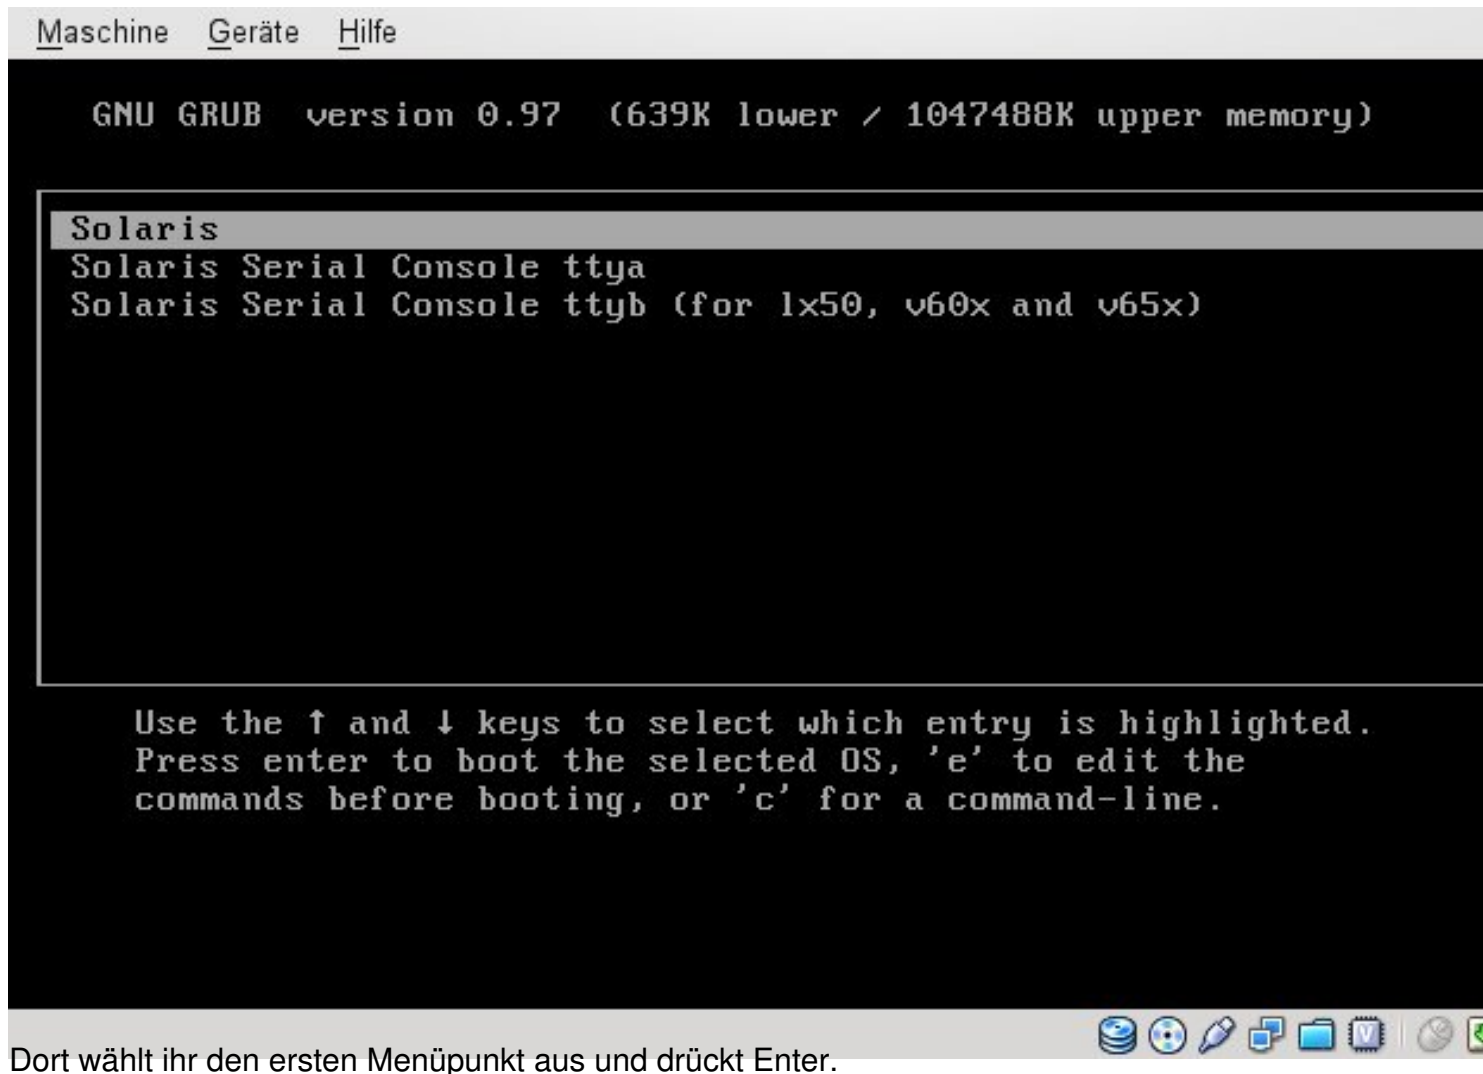 Maschine Geräte Hilfe
GNU GRUB version 0.97 (639K lower / 1047488K upper memory)
Solaris
Solaris Serial Console ttya
Solaris Serial Console ttyb (for lx50, v60x and v65x)
Use the ↑ and ↓ keys to select which entry is highlighted.
Press enter to boot the selected OS, 'e' to edit the
commands before booting, or 'c' for a command-line.
Dort wählt ihr den ersten Menüpunkt aus und drückt Enter.